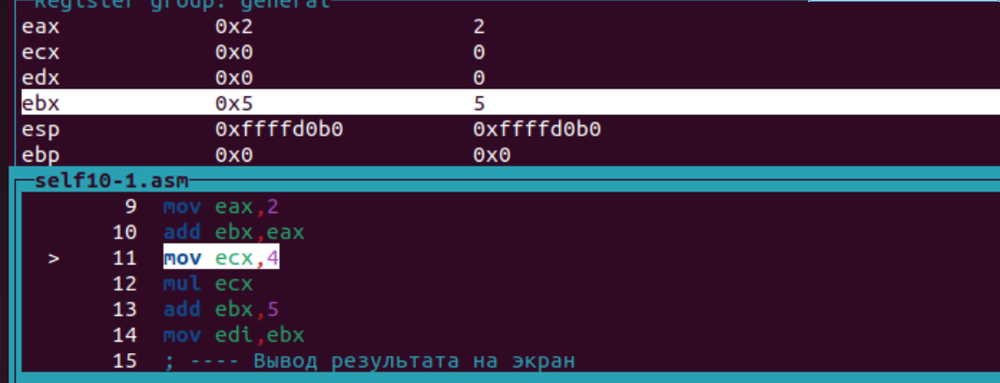 Register group: general
eax 0x2 2
ecx 0x0 0
edx 0x0 0
ebx 0x5 5
esp 0xffffd0b0 0xffffd0b0
ebp 0x0 0x0
self10-1.asm
9 mov eax,2
10 add ebx,eax
> 11 mov ecx,4
12 mul ecx
13 add ebx,5
14 mov edi,ebx
15 ; ---- Вывод результата на экран